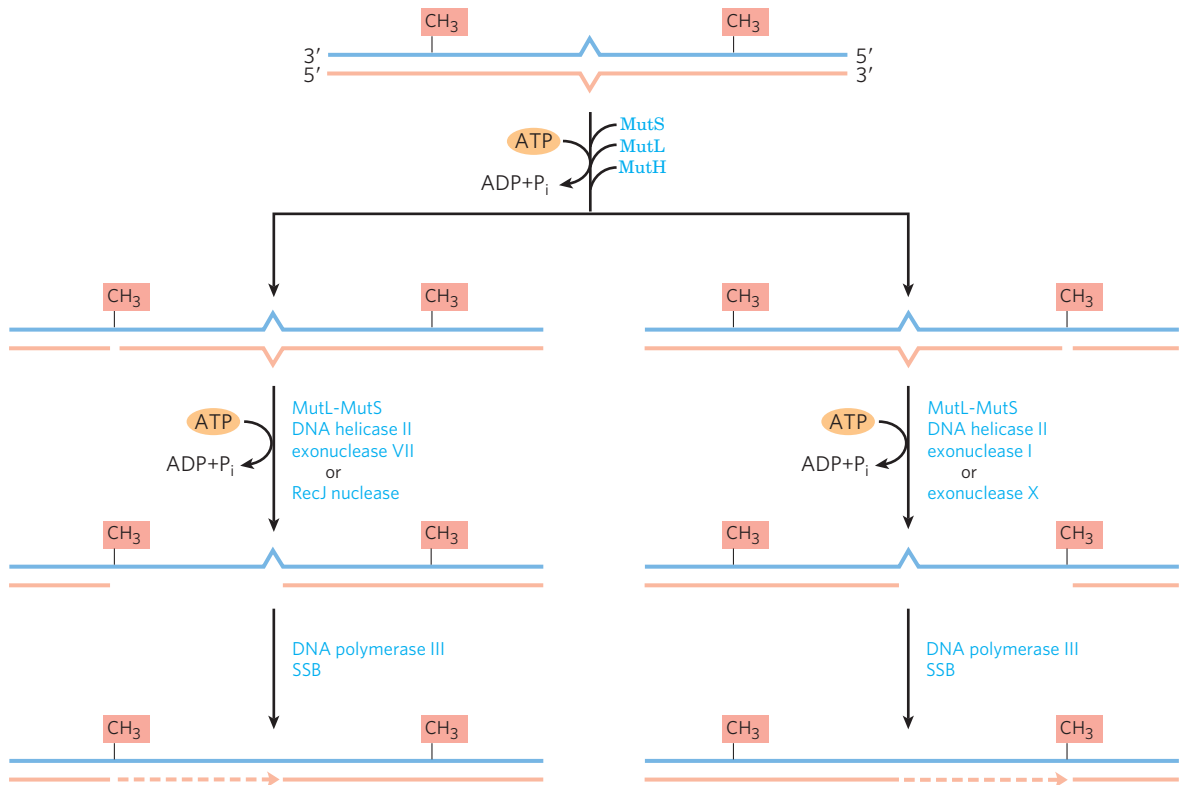 CH3 CH3
3′ 5′
5′ 3′
MutS
ATP MutL
MutH
ADP+Pi
CH3 CH3 CH3 CH3
MutL-MutS
ATP DNA helicase II
exonuclease VII
ADP+Pi or
RecJ nuclease
MutL-MutS
ATP DNA helicase II
exonuclease I
ADP+Pi or
exonuclease X
CH3 CH3 CH3 CH3
DNA polymerase III
SSB
DNA polymerase III
SSB
CH3 CH3 CH3 CH3